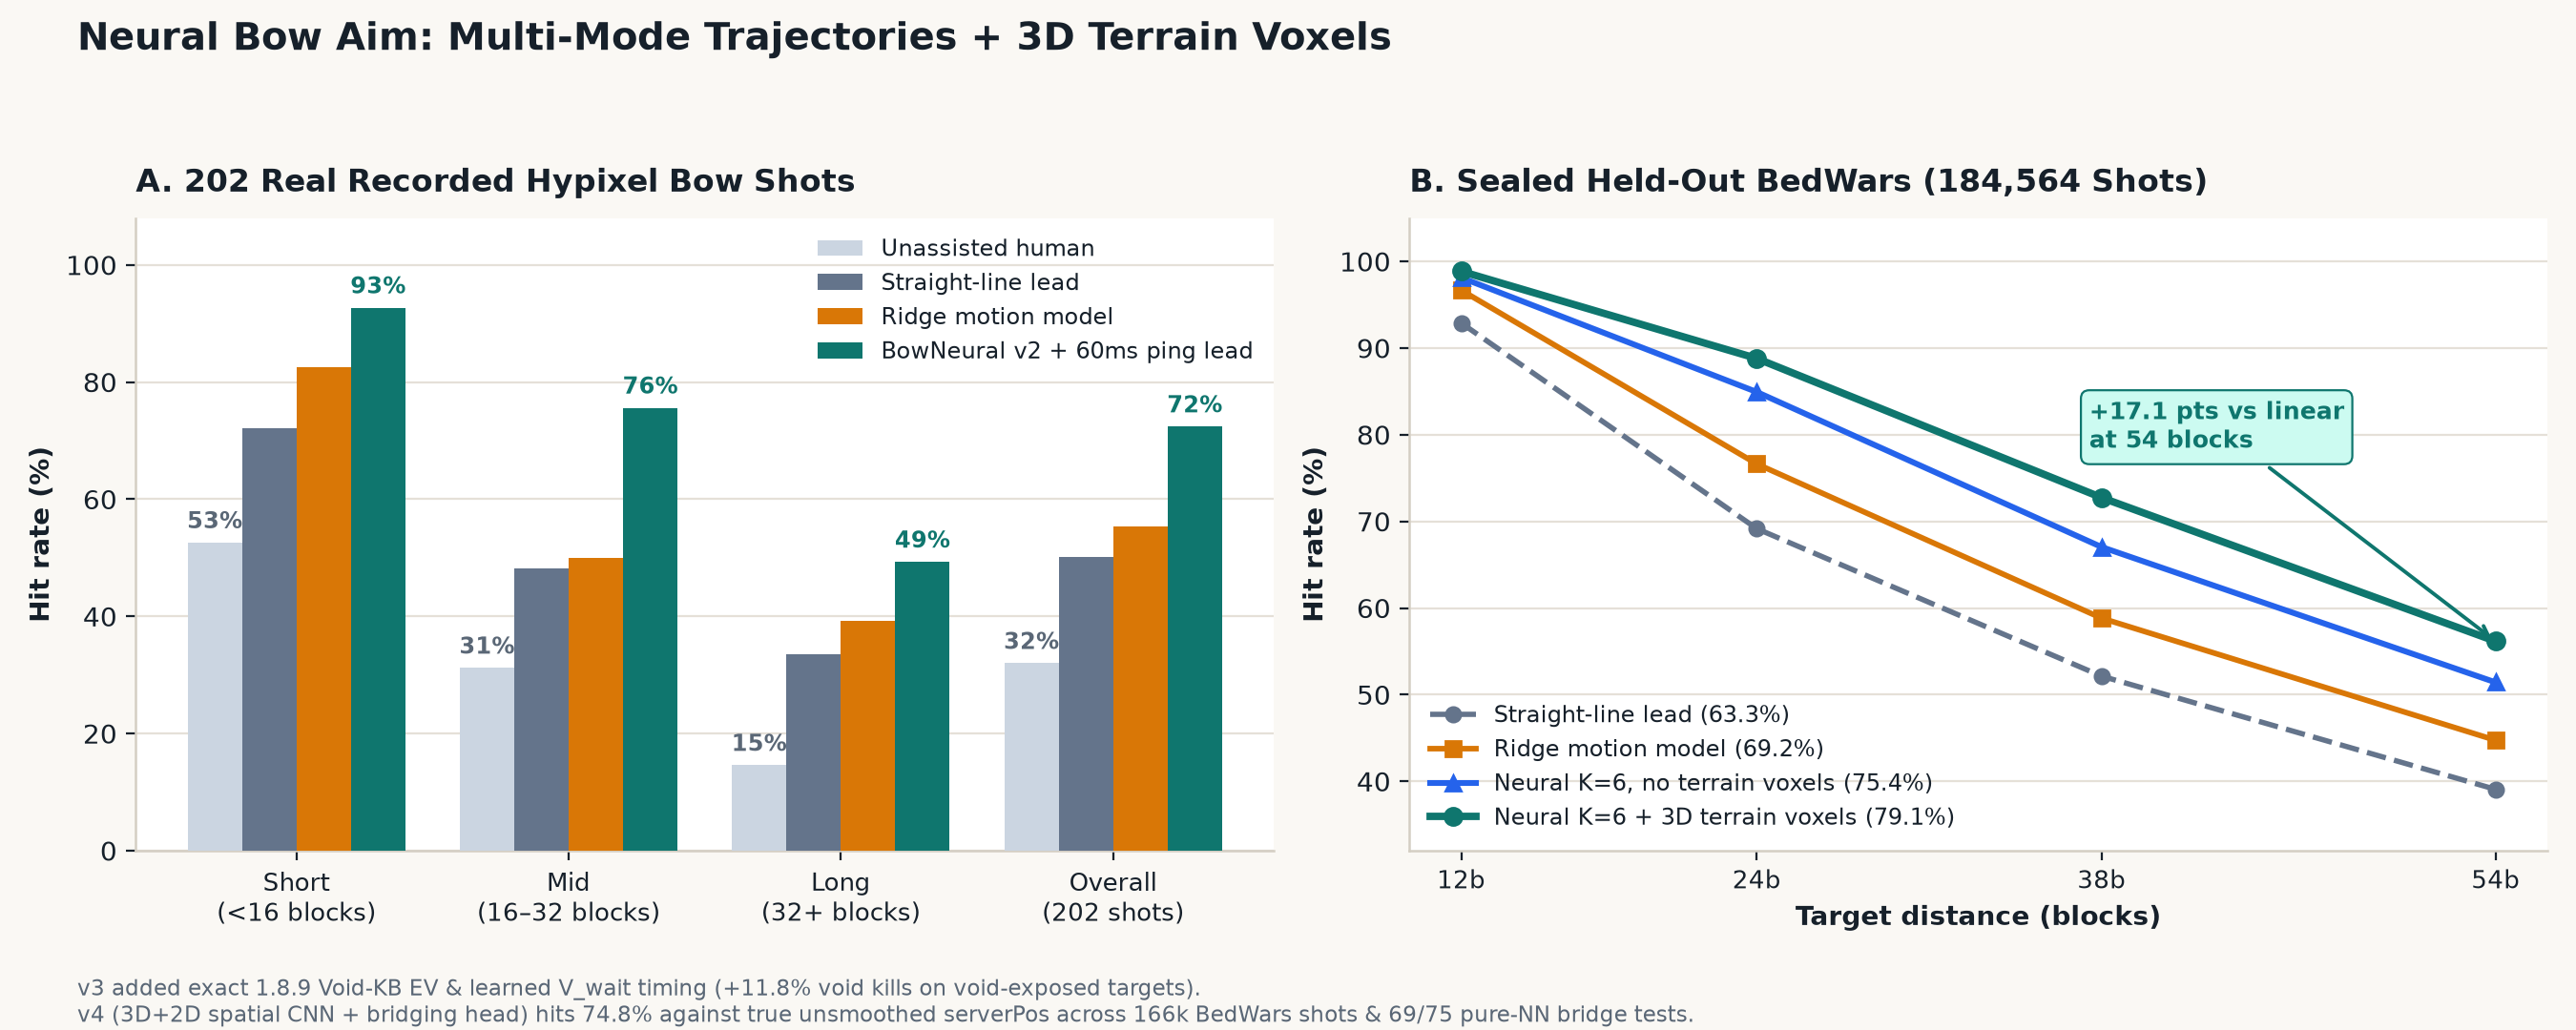 Neural Bow Aim: Multi-Mode Trajectories + 3D Terrain Voxels
A. 202 Real Recorded Hypixel Bow Shots
Hit rate (%)
100
80
60
40
20
0
Unassisted human
Straight-line lead
Ridge motion model
BowNeural v2 + 60ms ping lead
53%
93%
31%
76%
15%
49%
32%
72%
Short
(<16 blocks)
Mid
(16–32 blocks)
Long
(32+ blocks)
Overall
(202 shots)
B. Sealed Held-Out BedWars (184,564 Shots)
Hit rate (%)
100
90
80
70
60
50
40
+17.1 pts vs linear
at 54 blocks
Straight-line lead (63.3%)
Ridge motion model (69.2%)
Neural K=6, no terrain voxels (75.4%)
Neural K=6 + 3D terrain voxels (79.1%)
12b
24b
38b
54b
Target distance (blocks)
v3 added exact 1.8.9 Void-KB EV & learned V_wait timing (+11.8% void kills on void-exposed targets).
v4 (3D+2D spatial CNN + bridging head) hits 74.8% against true unsmoothed serverPos across 166k BedWars shots & 69/75 pure-NN bridge tests.